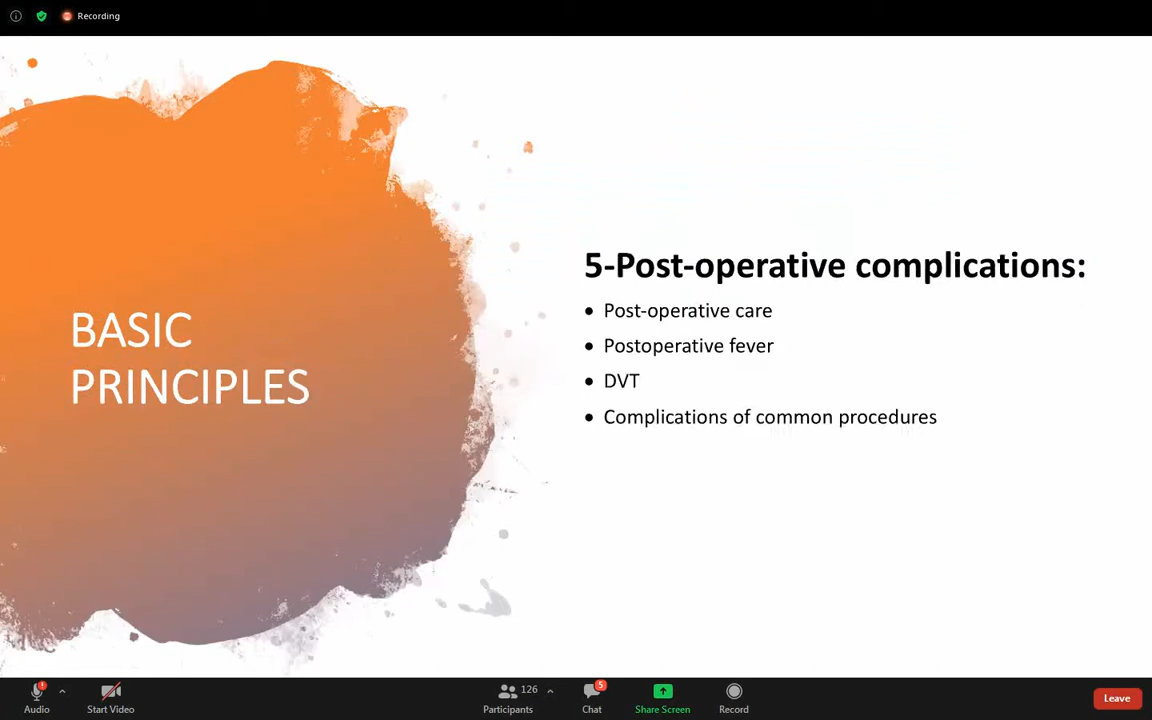 Recording
BASIC
PRINCIPLES
5-Post-operative complications:
• Post-operative care
• Postoperative fever
• DVT
• Complications of common procedures
Audio
Start Video
126
Participants
5
Chat
Share Screen
Record
Leave